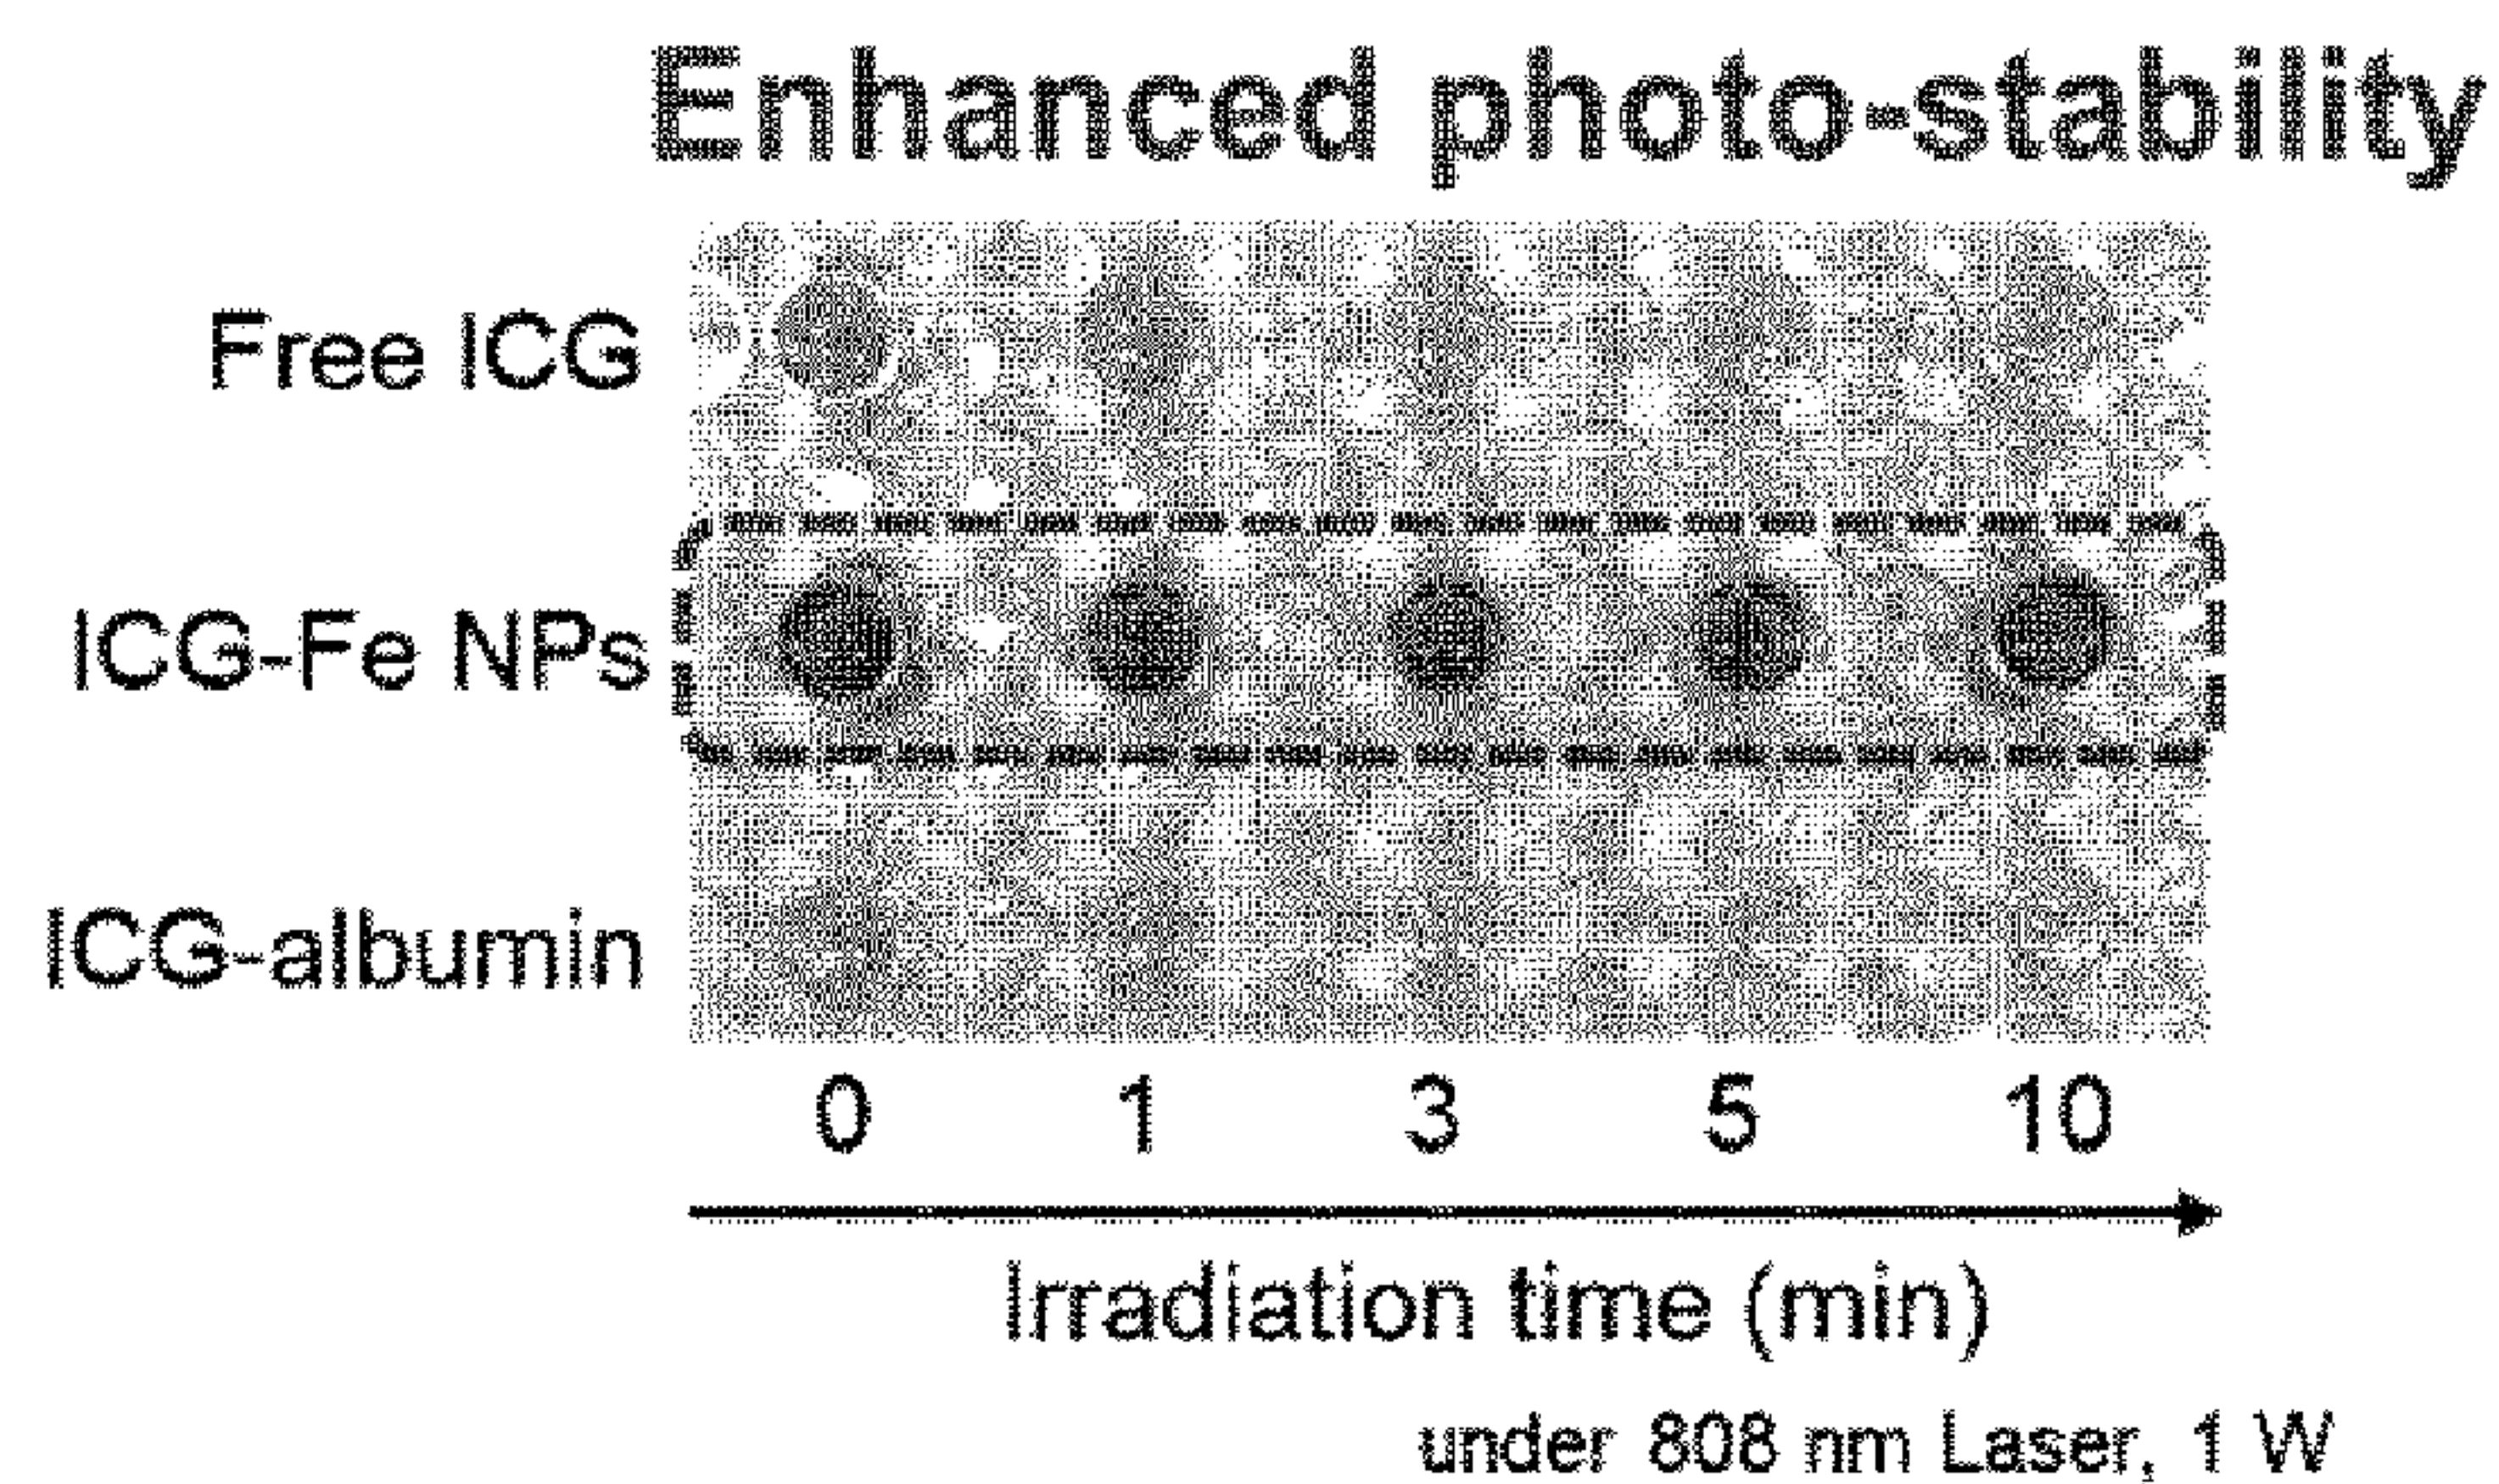 Enhanced photo-stability
Free ICG
ICG-Fe NPs
ICG-albumin
0 1 3 5 10
Irradiation time (min)
under 808 nm Laser, 1 W